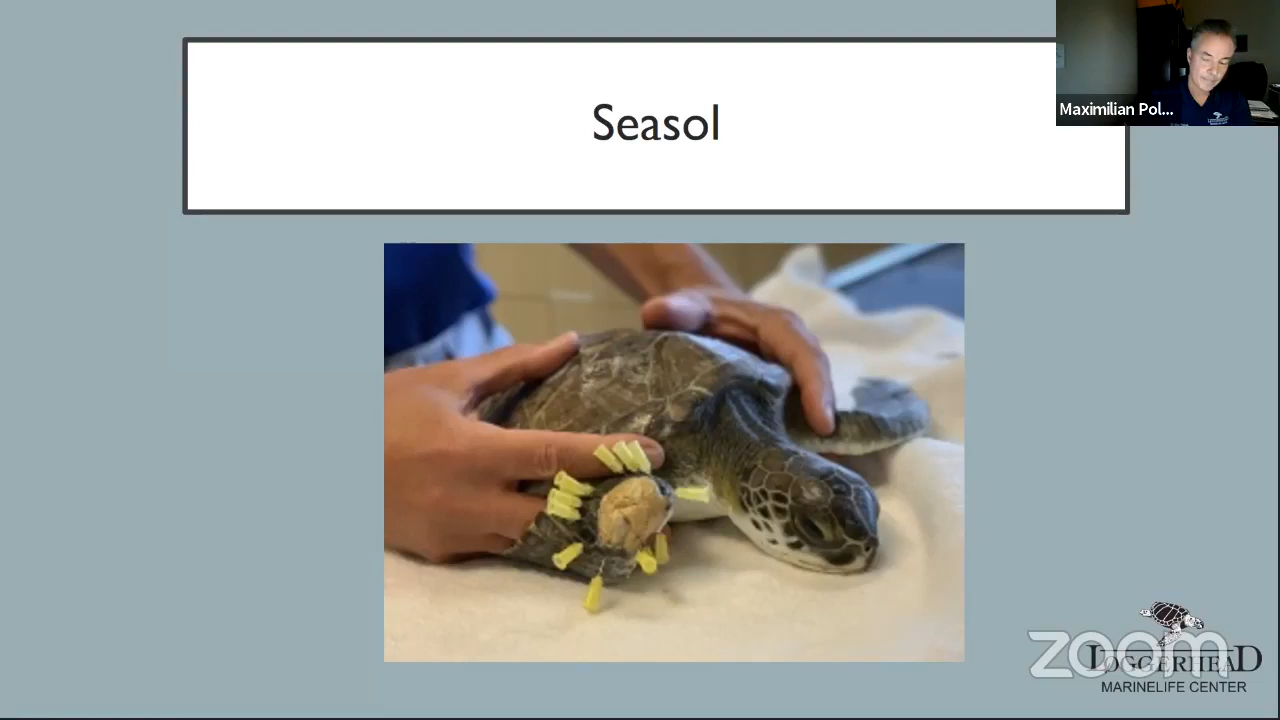 Seasol
Maximilian Pol...
zoom
LOGGERHEAD
MARINELIFE CENTER